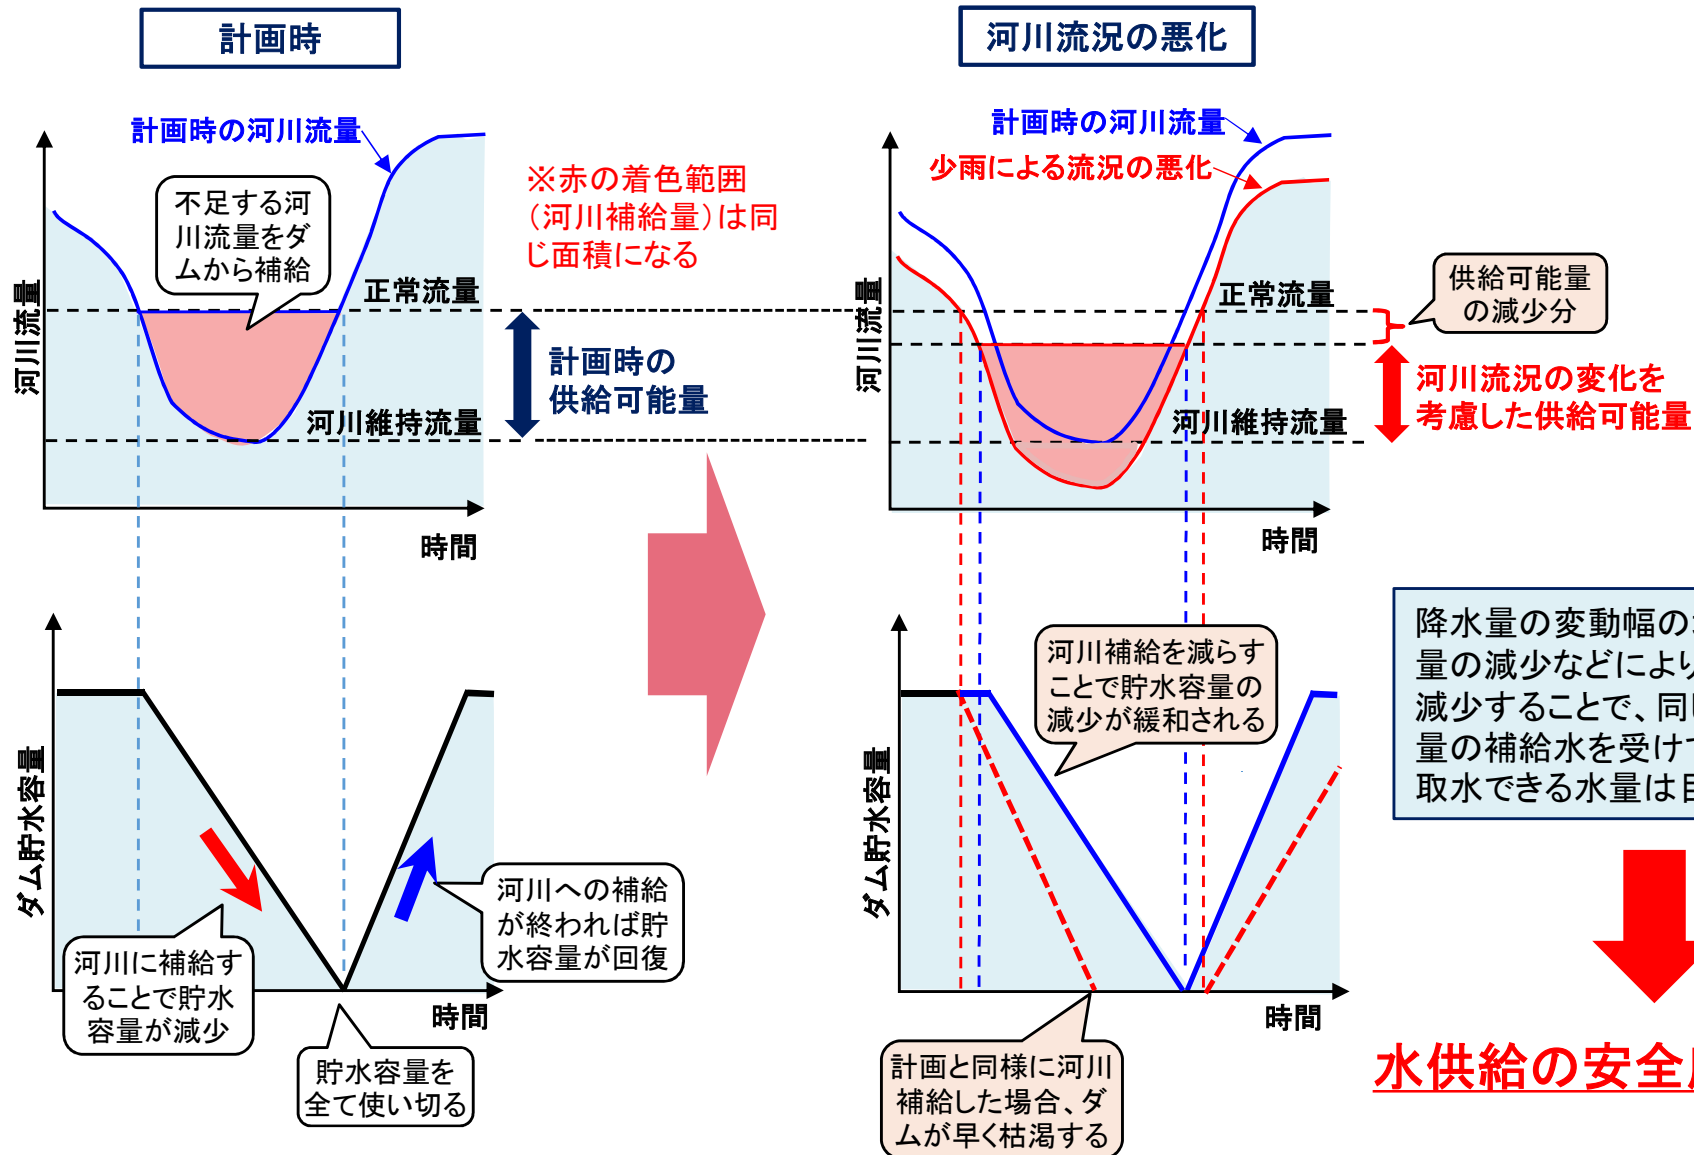 計画時
計画時の河川流量
不足する河
川流量をダ
ムから補給
※赤の着色範囲
（河川補給量）は同
じ面積になる
河川流量
正常流量
計画時の
供給可能量
河川維持流量
時間
ダム貯水容量
河川に補給す
ることで貯水
容量が減少
河川への補給
が終われば貯
水容量が回復
時間
貯水容量を
全て使い切る
河川流況の悪化
計画時の河川流量
少雨による流況の悪化
河川流量
正常流量
供給可能量
の減少分
河川流況の変化を
考慮した供給可能量
河川維持流量
時間
ダム貯水容量
河川補給を減らす
ことで貯水容量の
減少が緩和される
時間
計画と同様に河川
補給した場合、ダ
ムが早く枯渇する
降水量の変動幅の
量の減少などにより
減少することで、同じ
量の補給水を受けて
取水できる水量は目
水供給の安全度